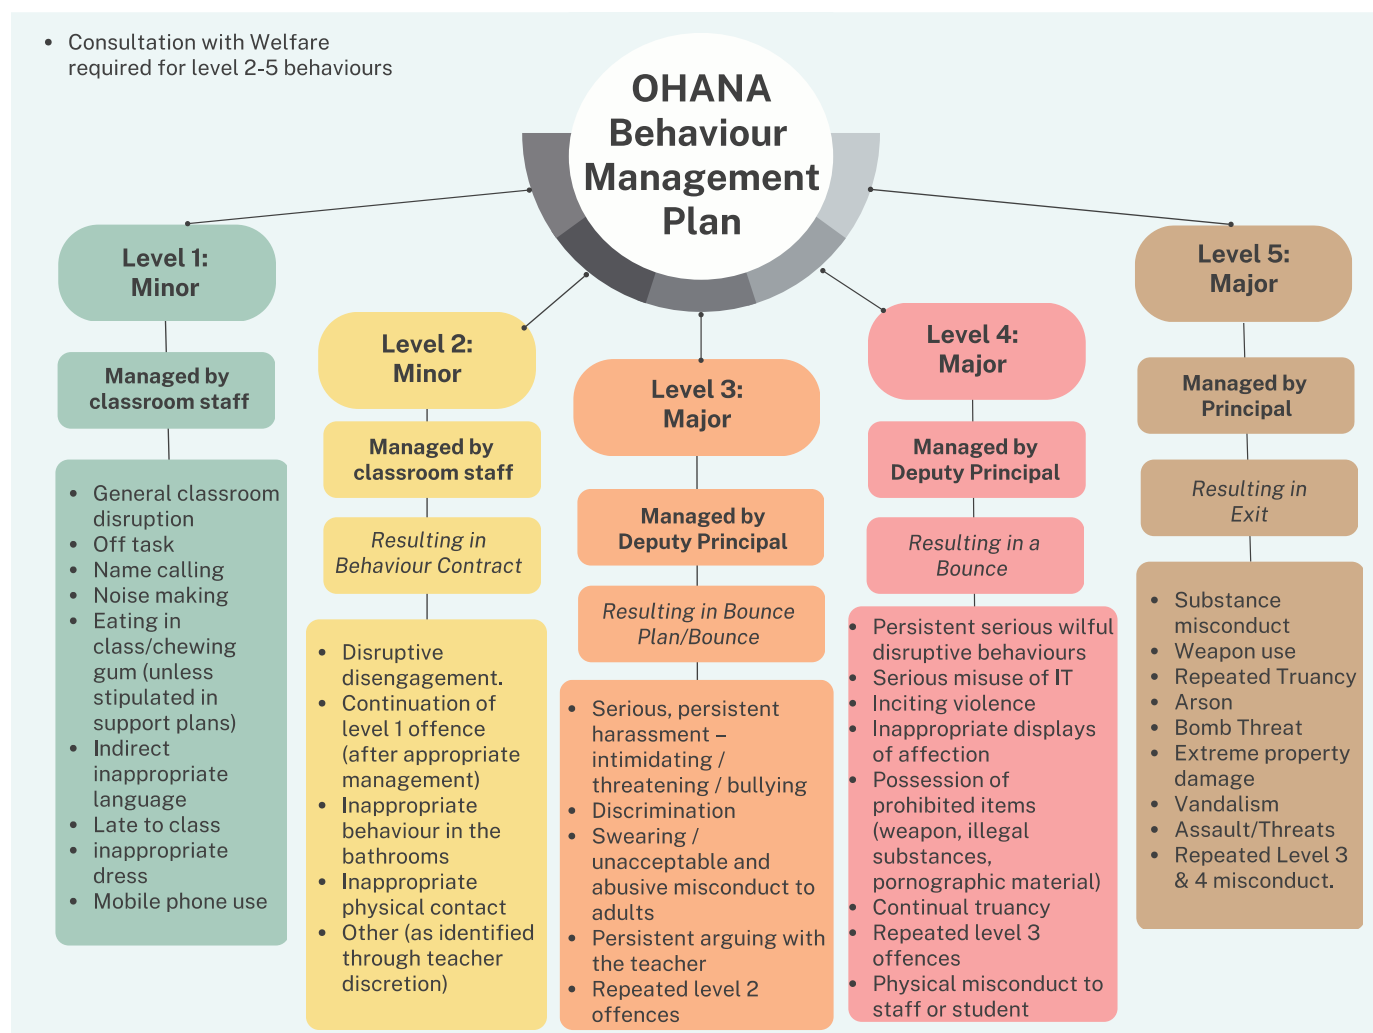 • Consultation with Welfare
required for level 2-5 behaviours
OHANA
Behaviour
Management
Plan
Level 1:
Minor
Managed by
classroom staff
• General classroom
disruption
• Off task
• Name calling
• Noise making
• Eating in
class/chewing
gum (unless
stipulated in
support plans)
• Indirect
inappropriate
language
• Late to class
• inappropriate
dress
• Mobile phone use
Level 2:
Minor
Managed by
classroom staff
Resulting in
Behaviour Contract
• Disruptive
disengagement.
• Continuation of
level 1 offence
(after appropriate
management)
• Inappropriate
behaviour in the
bathrooms
• Inappropriate
physical contact
• Other (as identified
through teacher
discretion)
Level 3:
Major
Managed by
Deputy Principal
Resulting in Bounce
Plan/Bounce
• Serious, persistent
harassment –
intimidating /
threatening / bullying
• Discrimination
• Swearing /
unacceptable and
abusive misconduct to
adults
• Persistent arguing with
the teacher
• Repeated level 2
offences
Level 4:
Major
Managed by
Deputy Principal
Resulting in a
Bounce
• Persistent serious wilful
disruptive behaviours
• Serious misuse of IT
• Inciting violence
• Inappropriate displays
of affection
• Possession of
prohibited items
(weapon, illegal
substances,
pornographic material)
• Continual truancy
• Repeated level 3
offences
• Physical misconduct to
staff or student
Level 5:
Major
Managed by
Principal
Resulting in
Exit
• Substance
misconduct
• Weapon use
• Repeated Truancy
• Arson
• Bomb Threat
• Extreme property
damage
• Vandalism
• Assault/Threats
• Repeated Level 3
& 4 misconduct.